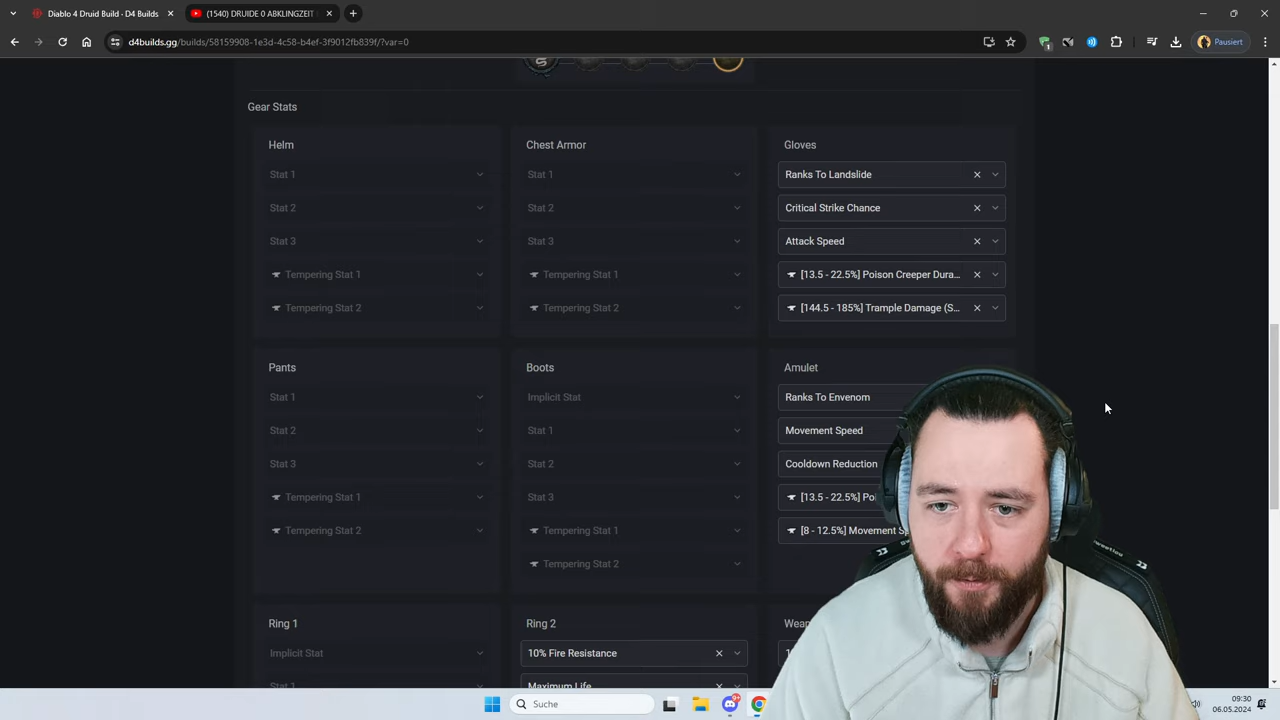 Diablo 4 Druid Build - D4 Builds
(1540) DRUIDE 0 ABKLINGZEIT
d4builds.gg/builds/58159908-1e3d-4c58-b4ef-3f9012fb839f/?var=0
Pausiert
Gear Stats
Helm
Stat 1
Stat 2
Stat 3
Tempering Stat 1
Tempering Stat 2
Chest Armor
Stat 1
Stat 2
Stat 3
Tempering Stat 1
Tempering Stat 2
Gloves
Ranks To Landslide
Critical Strike Chance
Attack Speed
[13.5 - 22.5%] Poison Creeper Dura...
[144.5 - 185%] Trample Damage (S...
Pants
Stat 1
Stat 2
Stat 3
Tempering Stat 1
Tempering Stat 2
Boots
Implicit Stat
Stat 1
Stat 2
Stat 3
Tempering Stat 1
Tempering Stat 2
Amulet
Ranks To Envenom
Movement Speed
Cooldown Reduction
[13.5 - 22.5%]
[8 - 12.5%] Movement
Ring 1
Implicit Stat
Stat 1
Ring 2
10% Fire Resistance
Maximum Life
Suche
9+
09:30
06.05.2024